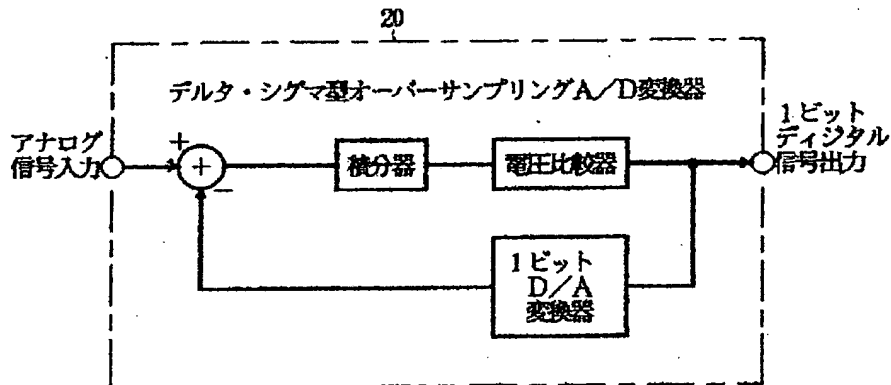 20
デルタ・シグマ型オーバーサンプリングA／D変換器
アナログ
信号入力
+
+
−
積分器
電圧比較器
1ビット
ディジタル
信号出力
1ビット
D／A
変換器